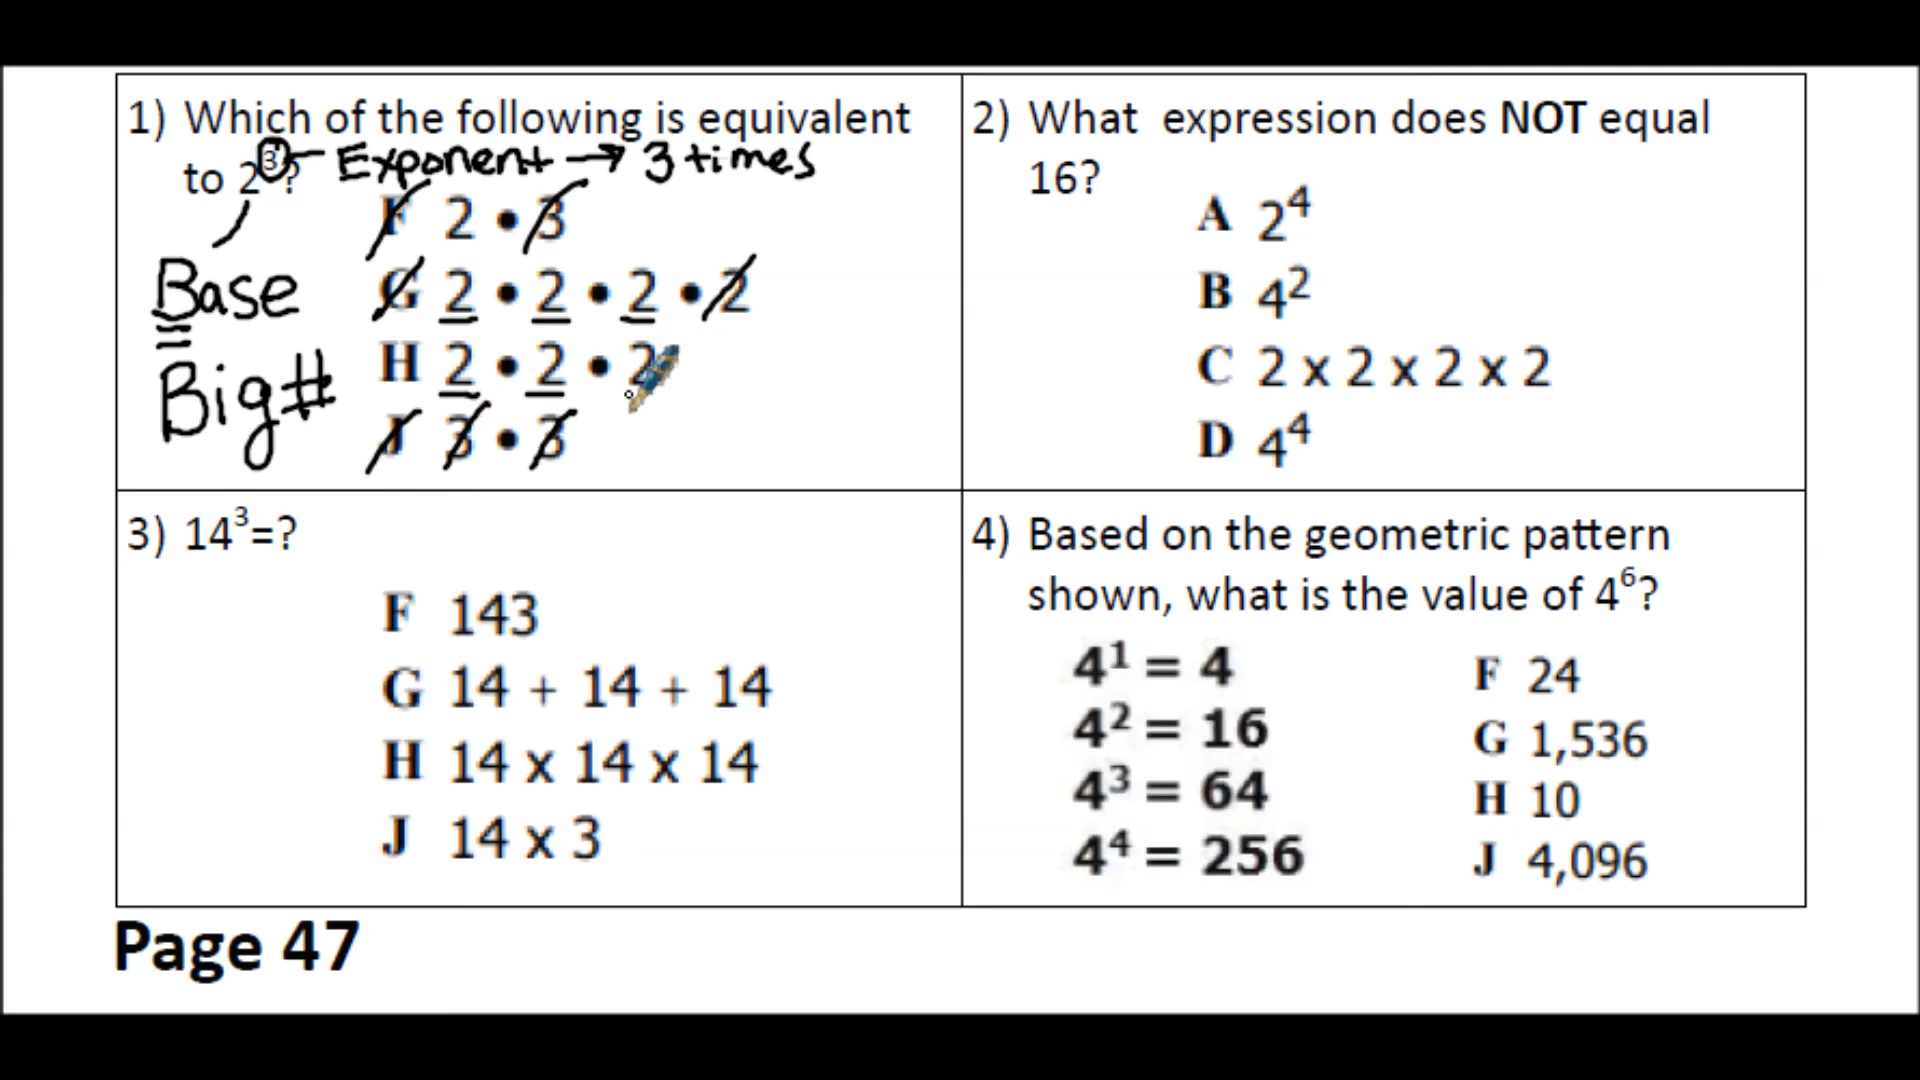 1) Which of the following is equivalent
to 2³? Exponent → 3 times
F 2 • 3
Base
G 2 • 2 • 2 • 2
H 2 • 2 • 2
Big#
J 3 • 3
2) What expression does NOT equal
16?
A 2⁴
B 4²
C 2 x 2 x 2 x 2
D 4⁴
3) 14³=?
F 143
G 14 + 14 + 14
H 14 x 14 x 14
J 14 x 3
4) Based on the geometric pattern
shown, what is the value of 4⁶?
4¹ = 4
4² = 16
4³ = 64
4⁴ = 256
F 24
G 1,536
H 10
J 4,096
Page 47